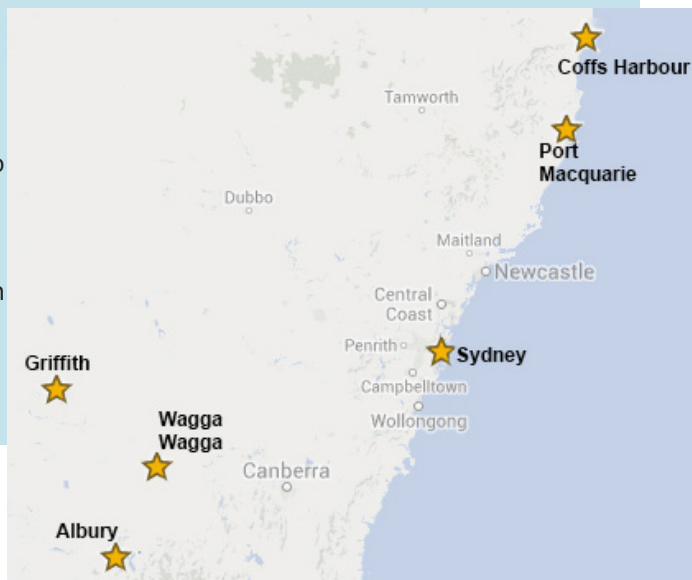 Coffs Harbour
Tamworth
Port
Macquarie
Dubbo
Maitland
Newcastle
Central
Coast
Penrith
Sydney
Griffith
Campbelltown
Wagga
Wagga
Wollongong
Canberra
Albury